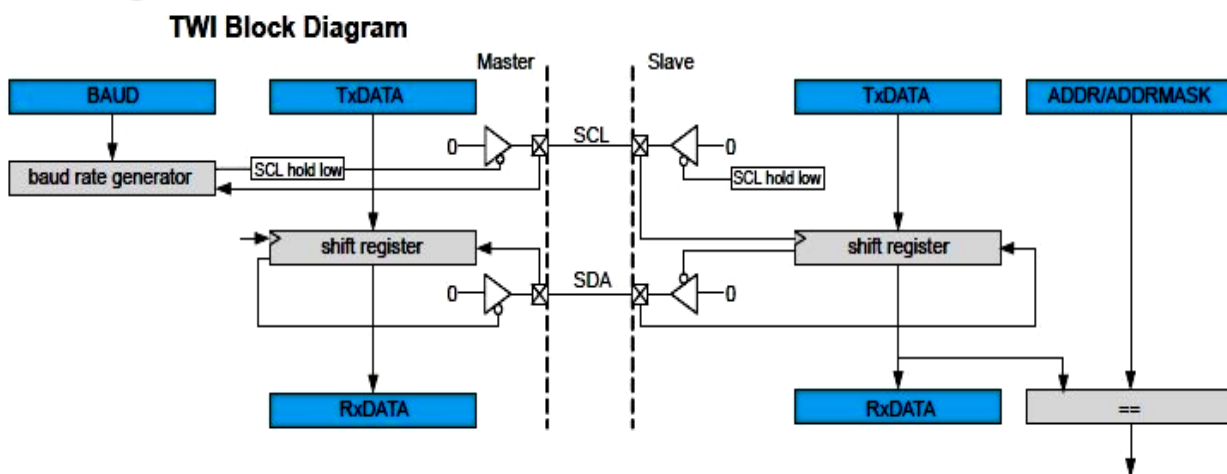 TWI Block Diagram
Master
Slave
BAUD
TxDATA
TxDATA
ADDR/ADDRMASK
0
SCL
0
baud rate generator
SCL hold low
SCL hold low
shift register
shift register
0
SDA
0
RxDATA
RxDATA
==